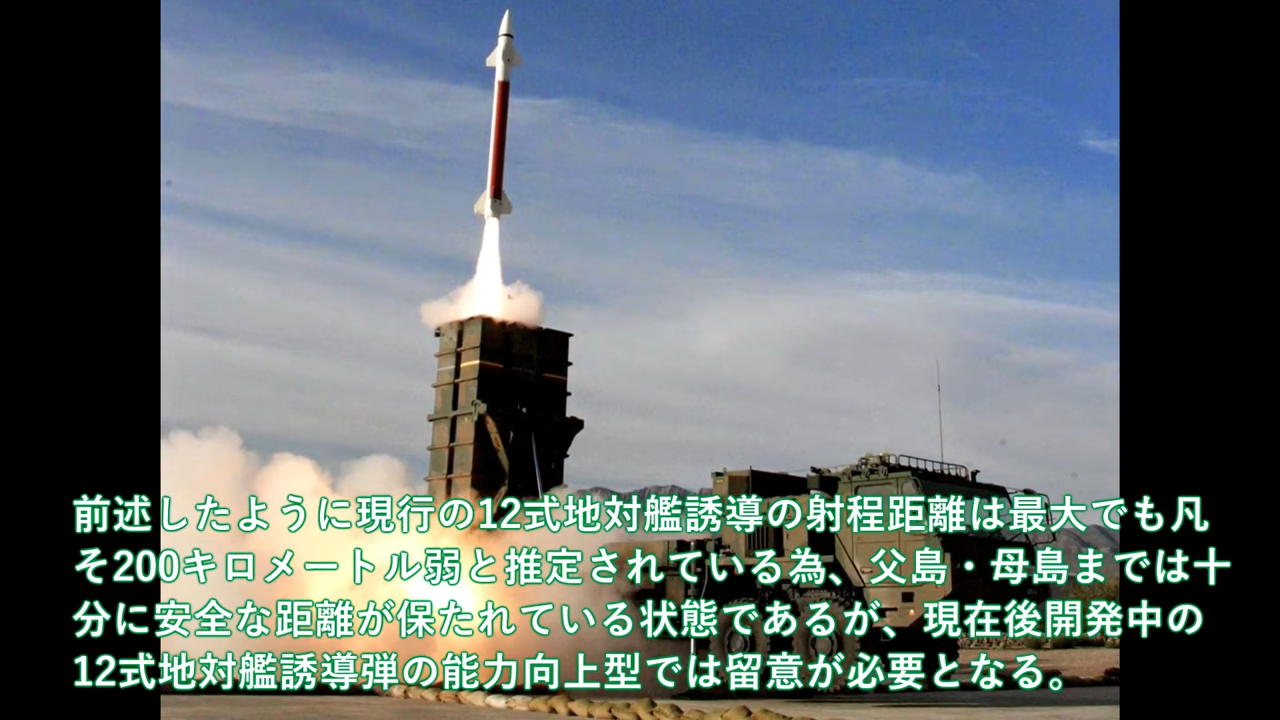 前述したように現行の12式地対艦誘導の射程距離は最大でも凡
そ200キロメートル弱と推定されている為、父島・母島までは十
分に安全な距離が保たれている状態であるが、現在後開発中の
12式地対艦誘導弾の能力向上型では留意が必要となる。